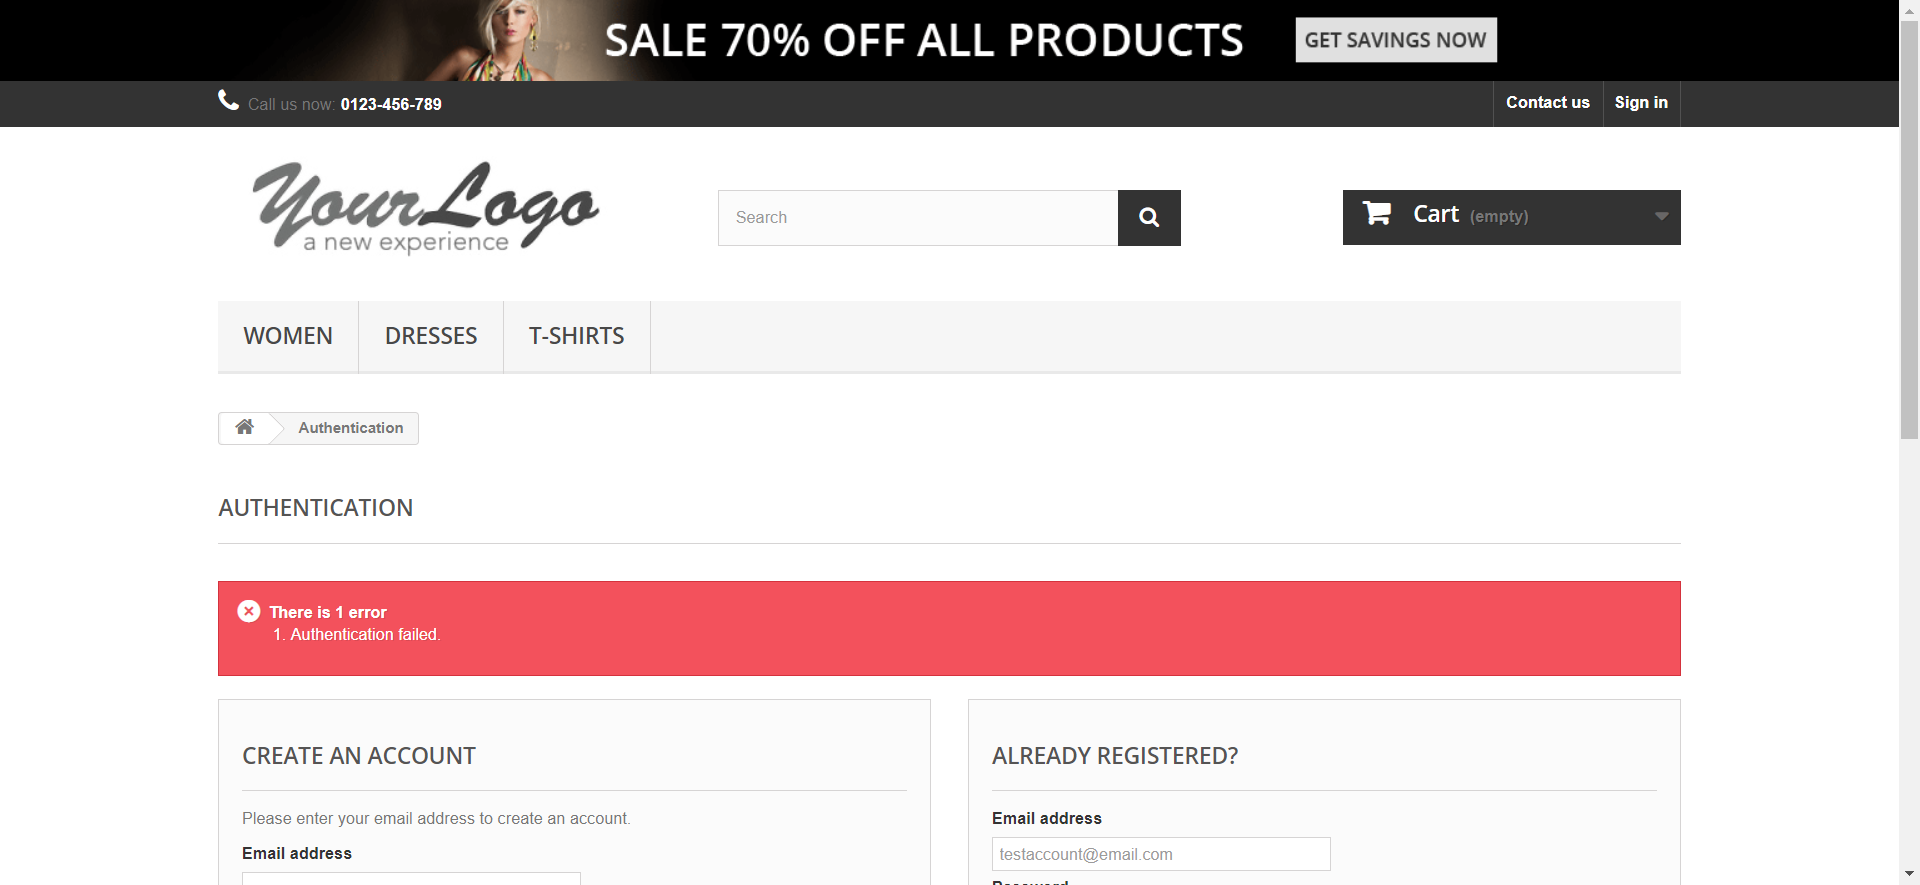 SALE 70% OFF ALL PRODUCTS
GET SAVINGS NOW
Call us now: 0123-456-789
Contact us
Sign in
YourLogo
a new experience
Search
Cart (empty)
WOMEN
DRESSES
T-SHIRTS
Authentication
AUTHENTICATION
There is 1 error
1. Authentication failed.
CREATE AN ACCOUNT
Please enter your email address to create an account.
Email address
ALREADY REGISTERED?
Email address
testaccount@email.com